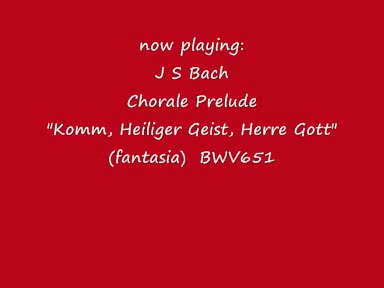 now playing:
J S Bach
Chorale Prelude
"Komm, Heiliger Geist, Herre Gott"
(fantasia) BWV651